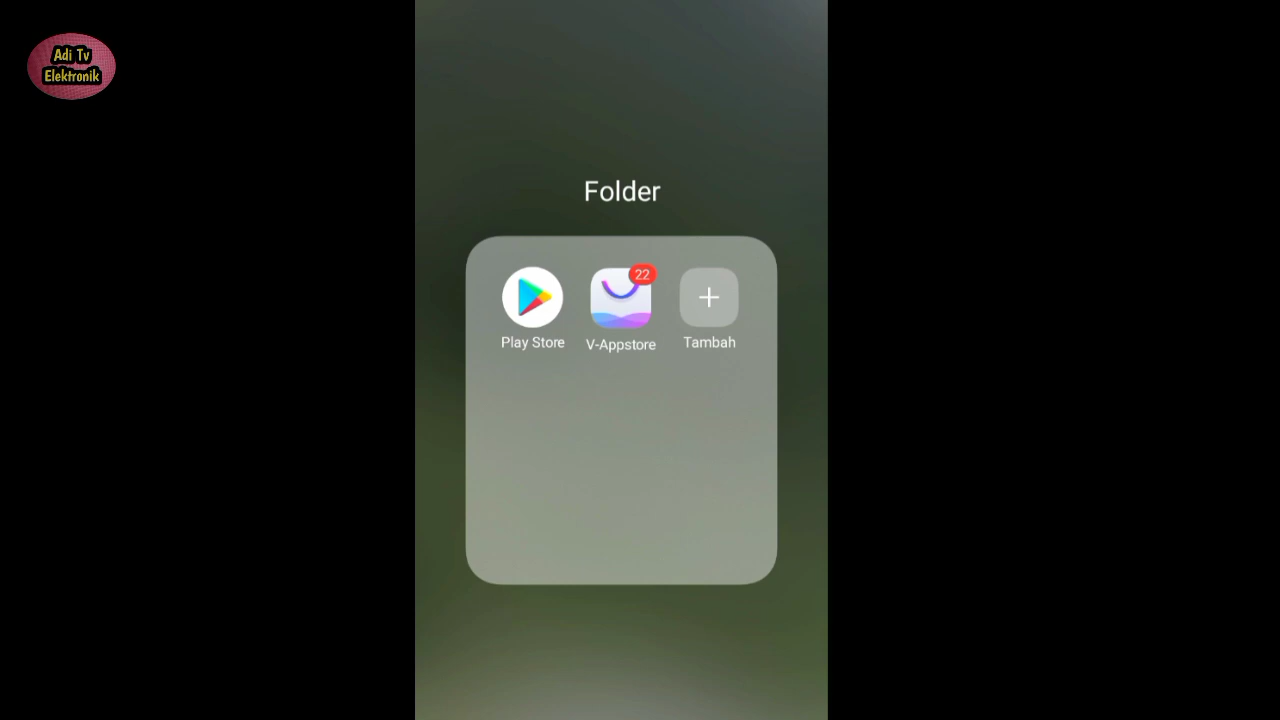 Adi Tv
Elektronik
Folder
22
Play Store
V-Appstore
Tambah